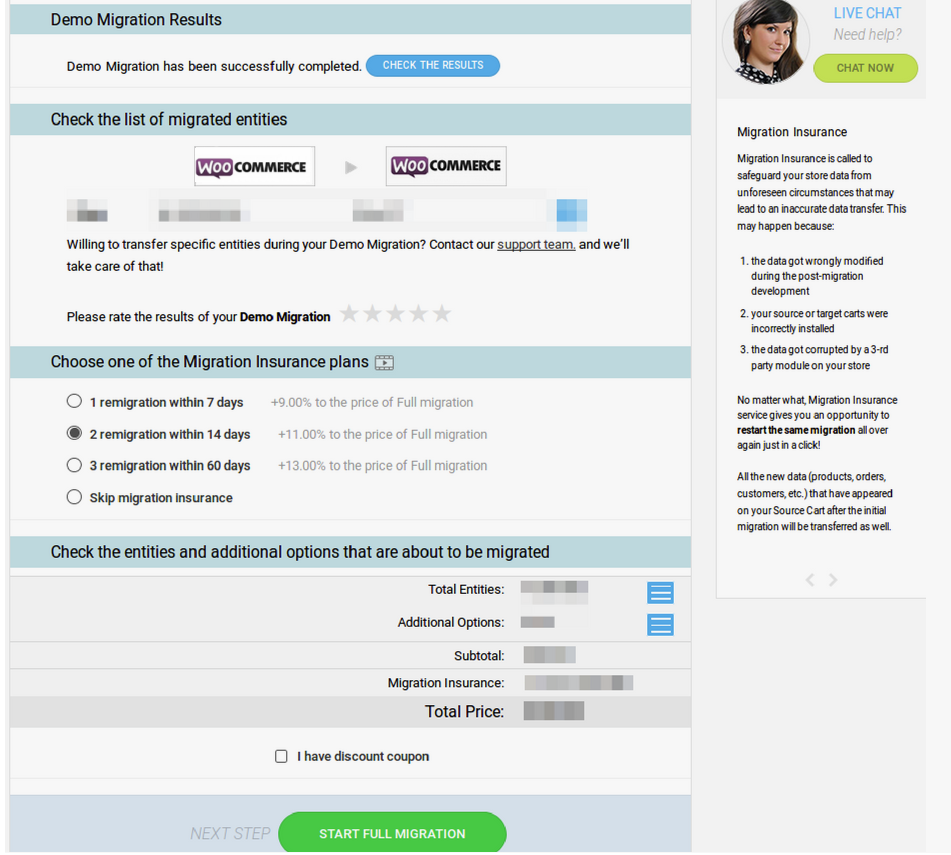 Demo Migration Results
Demo Migration has been successfully completed. CHECK THE RESULTS
Check the list of migrated entities
WOO COMMERCE WOO COMMERCE
Willing to transfer specific entities during your Demo Migration? Contact our support team, and we'll
take care of that!
Please rate the results of your Demo Migration
Choose one of the Migration Insurance plans
1 remigration within 7 days +9.00% to the price of Full migration
2 remigration within 14 days +11.00% to the price of Full migration
3 remigration within 60 days +13.00% to the price of Full migration
Skip migration insurance
Check the entities and additional options that are about to be migrated
Total Entities:
Additional Options:
Subtotal:
Migration Insurance:
Total Price:
I have discount coupon
NEXT STEP START FULL MIGRATION
LIVE CHAT
Need help?
CHAT NOW
Migration Insurance
Migration Insurance is called to
safeguard your store data from
unforeseen circumstances that may
lead to an inaccurate data transfer. This
may happen because:
1. the data got wrongly modified
during the post-migration
development
2. your source or target carts were
incorrectly installed
3. the data got corrupted by a 3-rd
party module on your store
No matter what, Migration Insurance
service gives you an opportunity to
restart the same migration all over
again just in a click!
All the new data (products, orders,
customers, etc.) that have appeared
on your Source Cart after the initial
migration will be transferred as well.